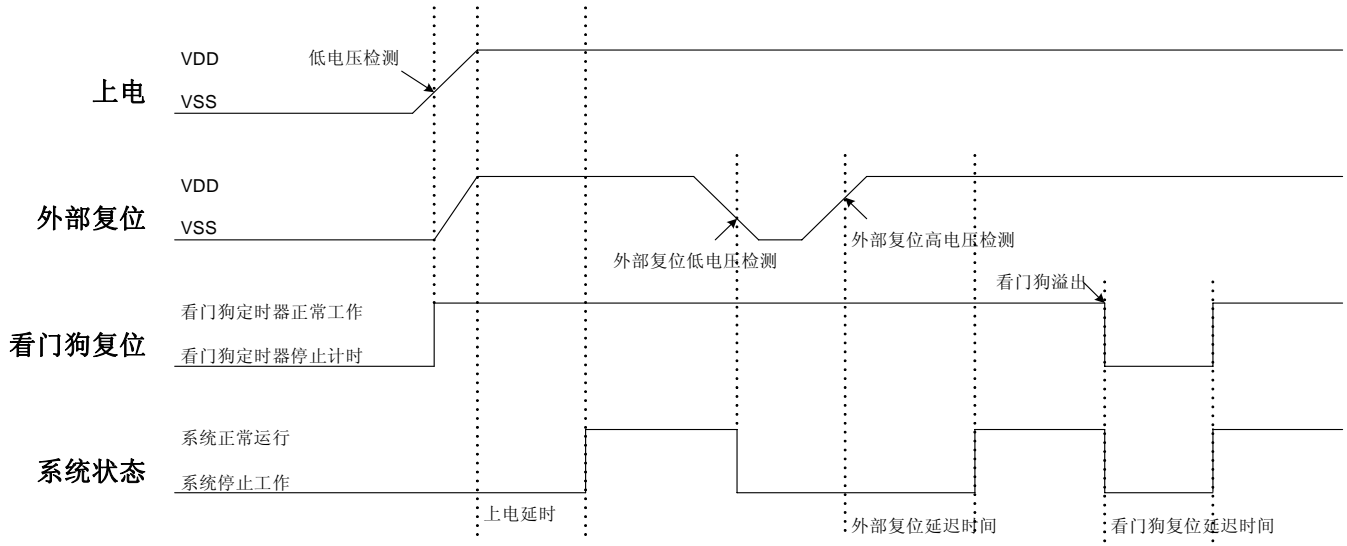 上电
VDD
低电压检测
VSS
外部复位
VDD
VSS
外部复位低电压检测
外部复位高电压检测
看门狗复位
看门狗溢出
看门狗定时器正常工作
看门狗定时器停止计时
系统状态
系统正常运行
系统停止工作
上电延时
外部复位延迟时间
看门狗复位延迟时间